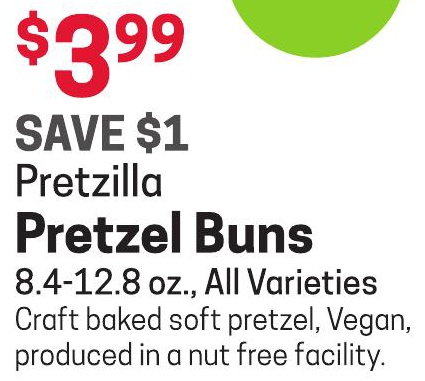 $3.99
SAVE $1
Pretzilla
Pretzel Buns
8.4-12.8 oz., All Varieties
Craft baked soft pretzel, Vegan,
produced in a nut free facility.